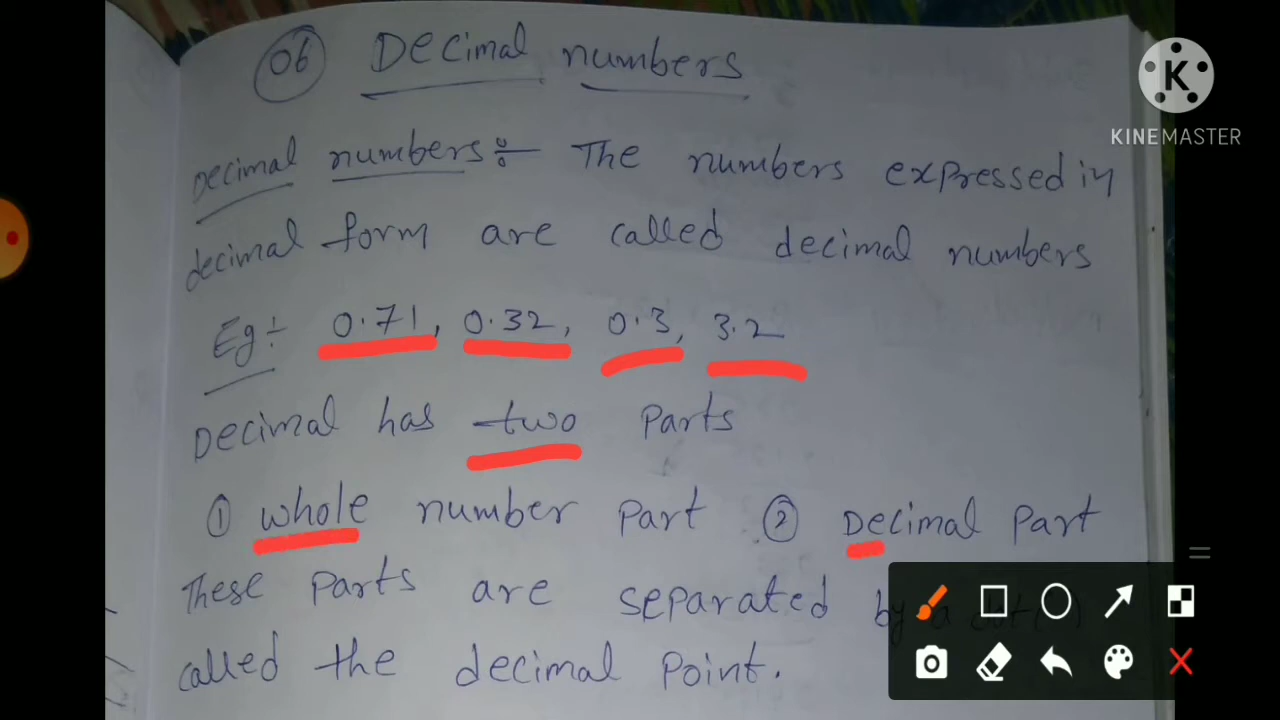 06 Decimal numbers
K
KINEMASTER
Decimal numbers÷ The numbers expressed in
decimal form are called decimal numbers
Eg÷ 0.71, 0.32, 0.3, 3.2
Decimal has two parts
① whole number part ② Decimal part
These parts are separated by a
called the decimal point.